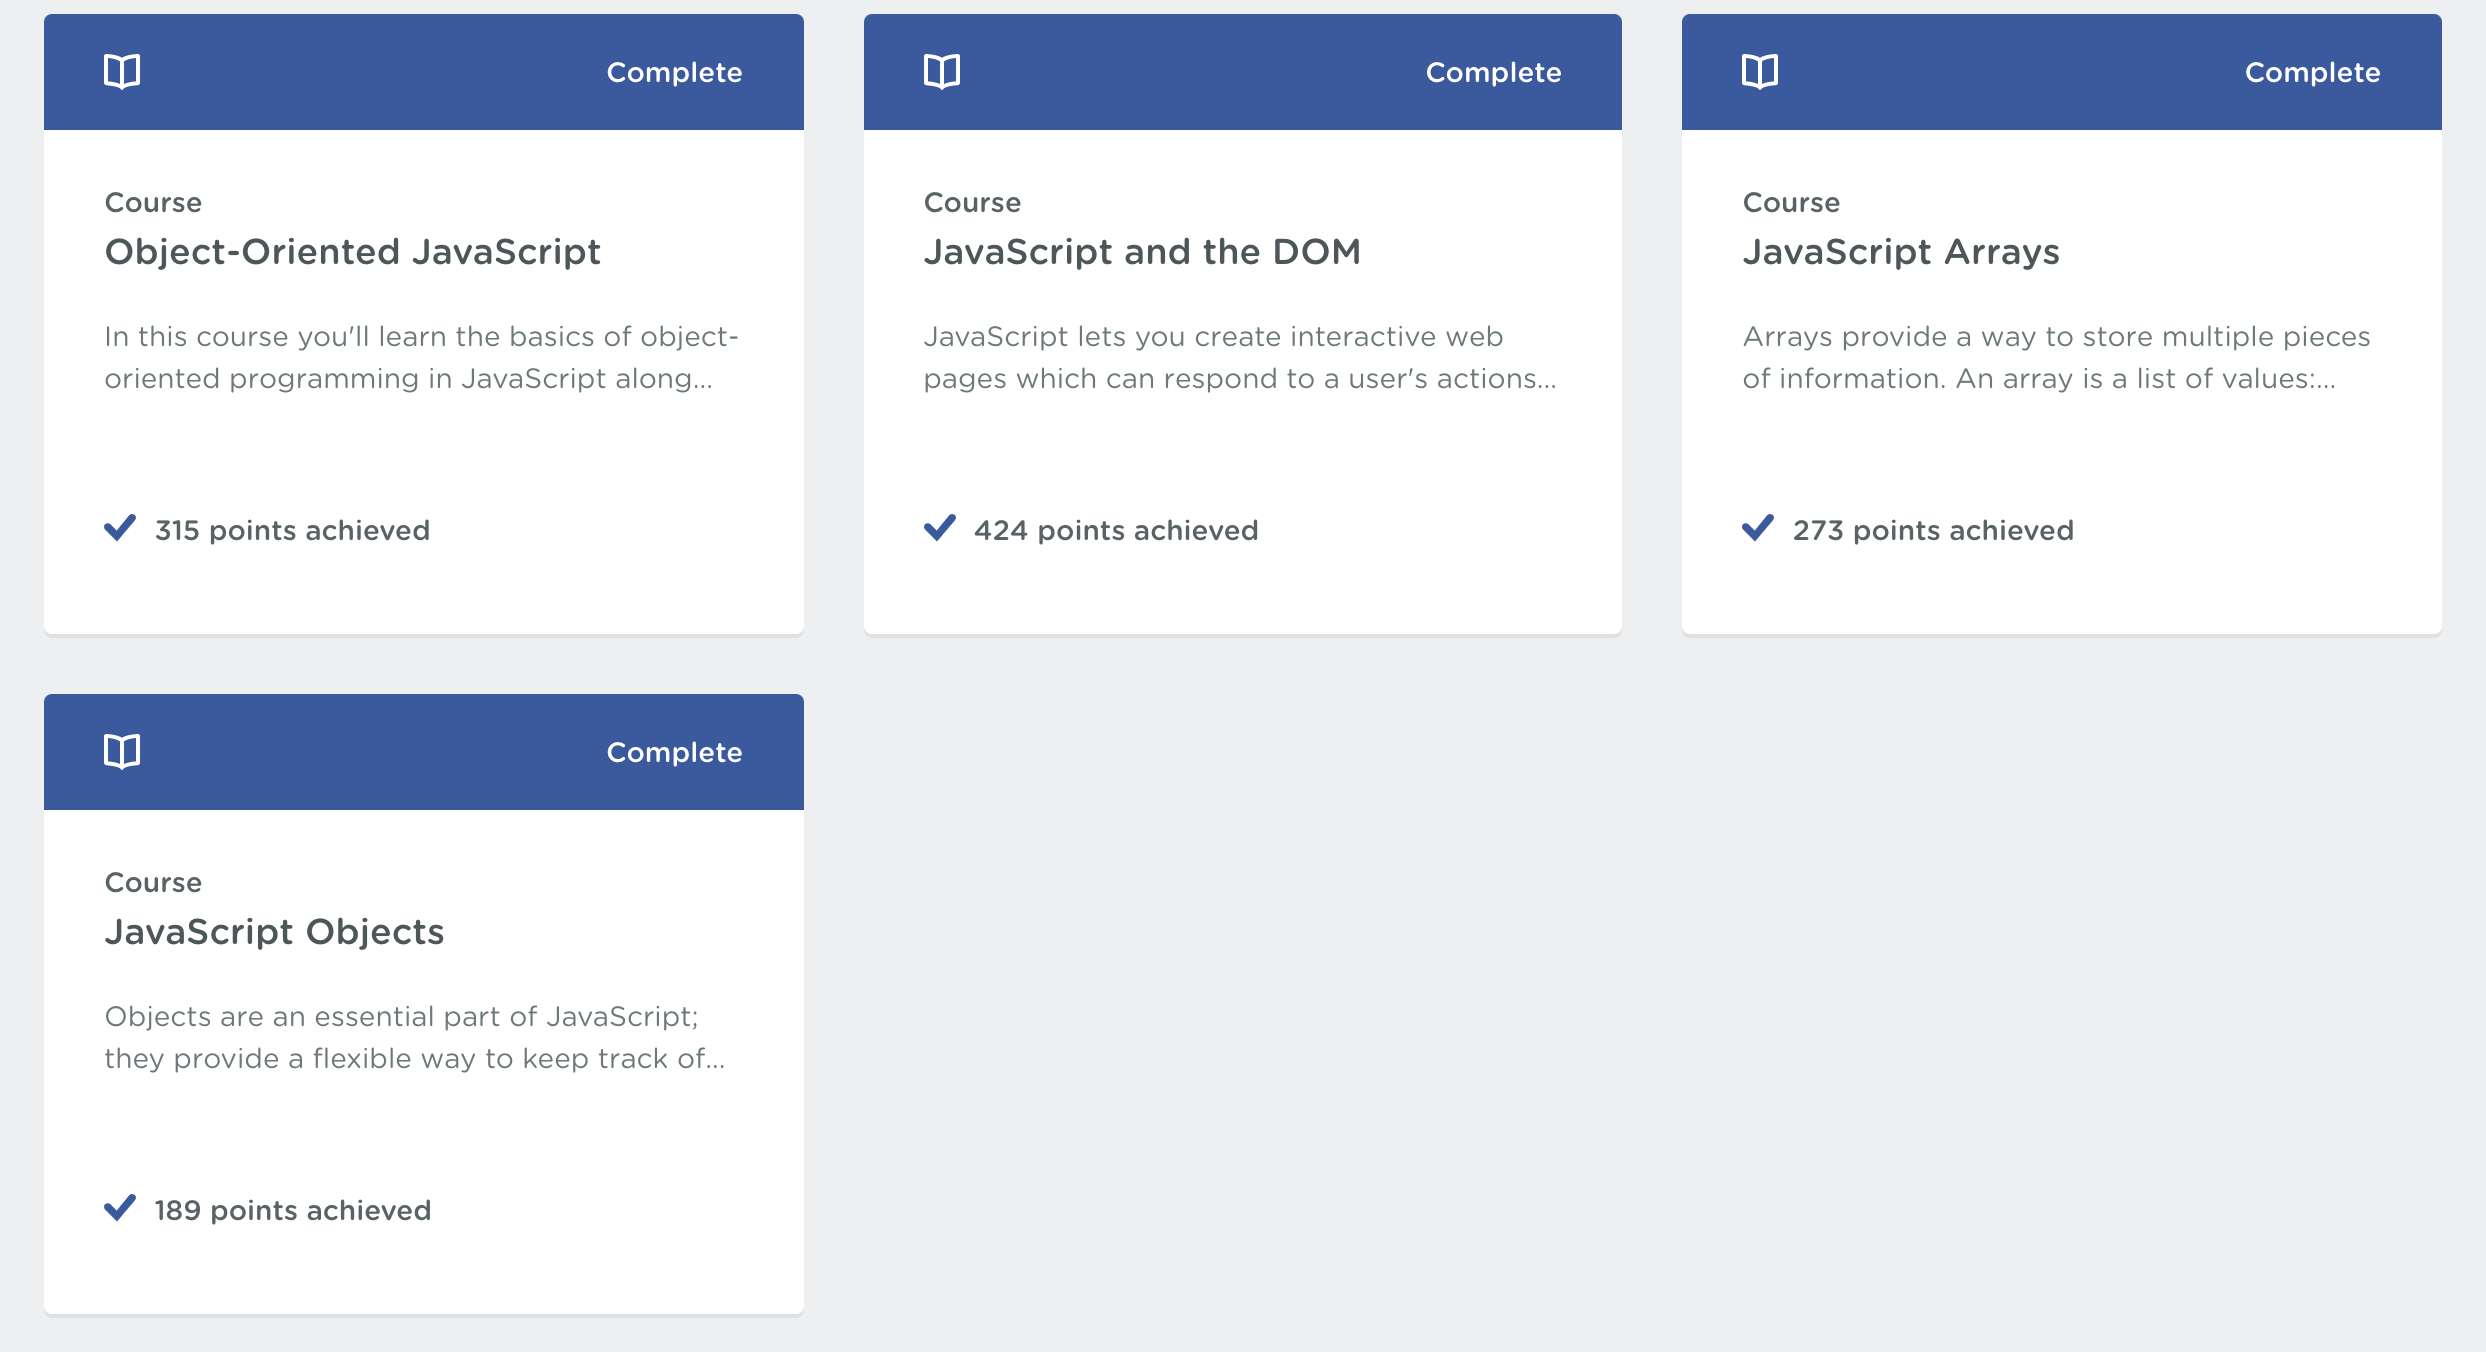 Complete
Course
Object-Oriented JavaScript
In this course you'll learn the basics of object-
oriented programming in JavaScript along...
315 points achieved
Complete
Course
JavaScript and the DOM
JavaScript lets you create interactive web
pages which can respond to a user's actions...
424 points achieved
Complete
Course
JavaScript Arrays
Arrays provide a way to store multiple pieces
of information. An array is a list of values:...
273 points achieved
Complete
Course
JavaScript Objects
Objects are an essential part of JavaScript;
they provide a flexible way to keep track of...
189 points achieved